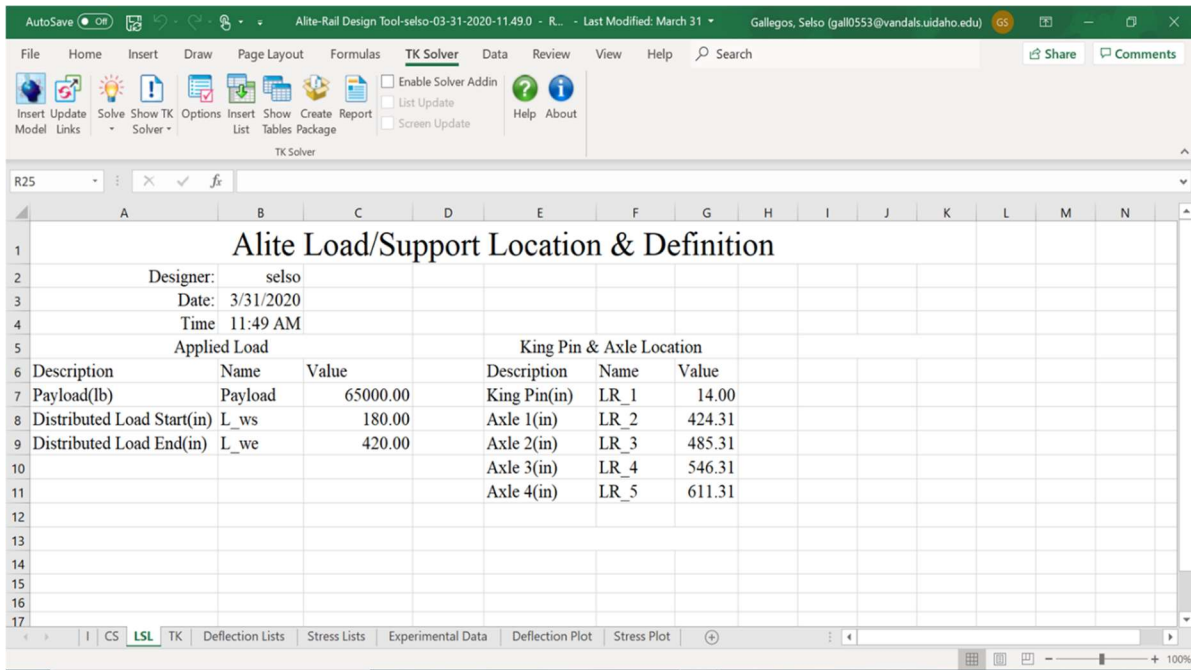 AutoSave Off Alite-Rail Design Tool-selso-03-31-2020-11.49.0 - R... - Last Modified: March 31 Gallegos, Selso (gall0553@vandals.uidaho.edu) GS
File Home Insert Draw Page Layout Formulas TK Solver Data Review View Help Search Share Comments
Insert Model Update Links Solve Show TK Solver Options Insert List Show Tables Create Package Report
Enable Solver Addin
List Update
Screen Update
Help About
TK Solver
R25 fx
A B C D E F G H I J K L M N
1 Alite Load/Support Location & Definition
2 Designer: selso
3 Date: 3/31/2020
4 Time 11:49 AM
5 Applied Load King Pin & Axle Location
6 Description Name Value Description Name Value
7 Payload(lb) Payload 65000.00 King Pin(in) LR_1 14.00
8 Distributed Load Start(in) L_ws 180.00 Axle 1(in) LR_2 424.31
9 Distributed Load End(in) L_we 420.00 Axle 2(in) LR_3 485.31
10 Axle 3(in) LR_4 546.31
11 Axle 4(in) LR_5 611.31
12
13
14
15
16
17
I CS LSL TK Deflection Lists Stress Lists Experimental Data Deflection Plot Stress Plot
100%